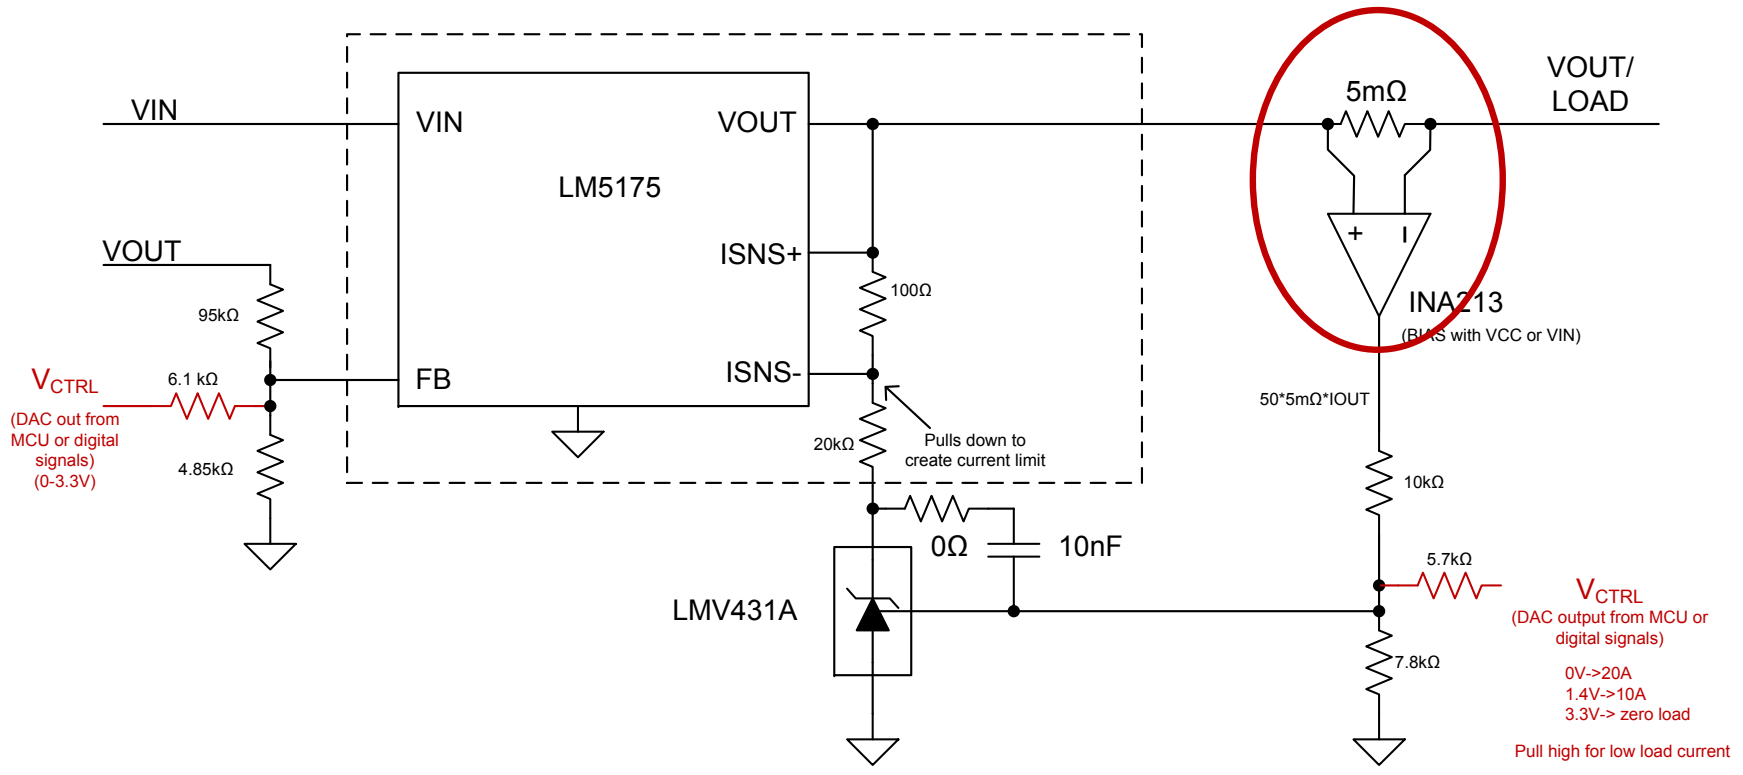 VIN
VIN
VOUT
LM5175
5mΩ
VOUT/
LOAD
VOUT
ISNS+
95kΩ
100Ω
INA213
(BIAS with VCC or VIN)
VCTRL
(DAC out from
MCU or digital
signals)
(0-3.3V)
6.1 kΩ
FB
ISNS-
50*5mΩ*IOUT
4.85kΩ
20kΩ
Pulls down to
create current limit
10kΩ
0Ω
10nF
5.7kΩ
LMV431A
VCTRL
(DAC output from MCU or
digital signals)
0V->20A
1.4V->10A
3.3V-> zero load
7.8kΩ
Pull high for low load current